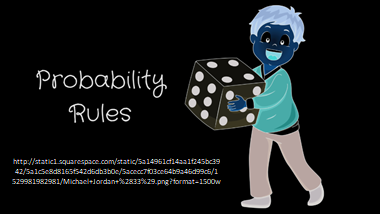 Probability
Rules
http://static1.squarespace.com/static/5a14961cf14aa1f245bc39
42/5a1c5e8d8165f542d6db3b0e/5acecc7f03ce64b9a46d99c6/1
529981982981/Michael+Jordan+%2833%29.png?format=1500w